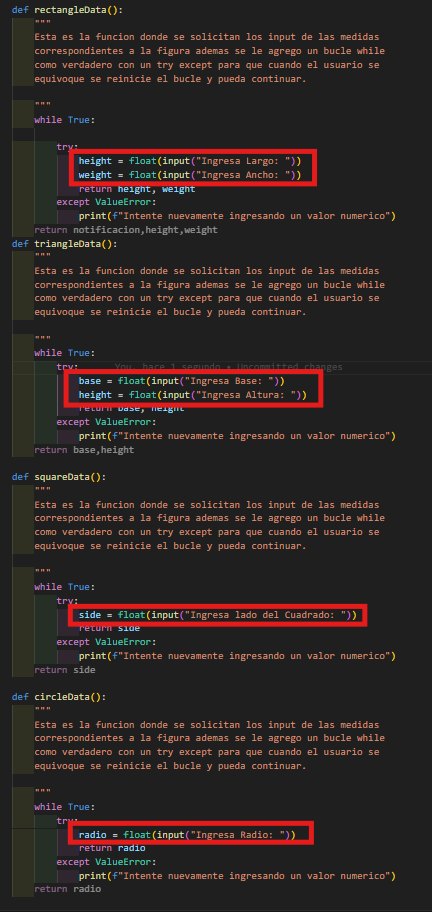 def rectangleData():
"""
Esta es la funcion donde se solicitan los input de las medidas
correspondientes a la figura ademas se le agrego un bucle while
como verdadero con un try except para que cuando el usuario se
equivoque se reinicie el bucle y pueda continuar.
"""
while True:
try:
height = float(input("Ingresa Largo: "))
weight = float(input("Ingresa Ancho: "))
return height, weight
except ValueError:
print(f"Intente nuevamente ingresando un valor numerico")
return notificacion,height,weight
def triangleData():
"""
Esta es la funcion donde se solicitan los input de las medidas
correspondientes a la figura ademas se le agrego un bucle while
como verdadero con un try except para que cuando el usuario se
equivoque se reinicie el bucle y pueda continuar.
"""
while True:
try: You, hace 1 segundo • Uncommitted changes
base = float(input("Ingresa Base: "))
height = float(input("Ingresa Altura: "))
return base, height
except ValueError:
print(f"Intente nuevamente ingresando un valor numerico")
return base,height
def squareData():
"""
Esta es la funcion donde se solicitan los input de las medidas
correspondientes a la figura ademas se le agrego un bucle while
como verdadero con un try except para que cuando el usuario se
equivoque se reinicie el bucle y pueda continuar.
"""
while True:
try:
side = float(input("Ingresa lado del Cuadrado: "))
return side
except ValueError:
print(f"Intente nuevamente ingresando un valor numerico")
return side
def circleData():
"""
Esta es la funcion donde se solicitan los input de las medidas
correspondientes a la figura ademas se le agrego un bucle while
como verdadero con un try except para que cuando el usuario se
equivoque se reinicie el bucle y pueda continuar.
"""
while True:
try:
radio = float(input("Ingresa Radio: "))
return radio
except ValueError:
print(f"Intente nuevamente ingresando un valor numerico")
return radio